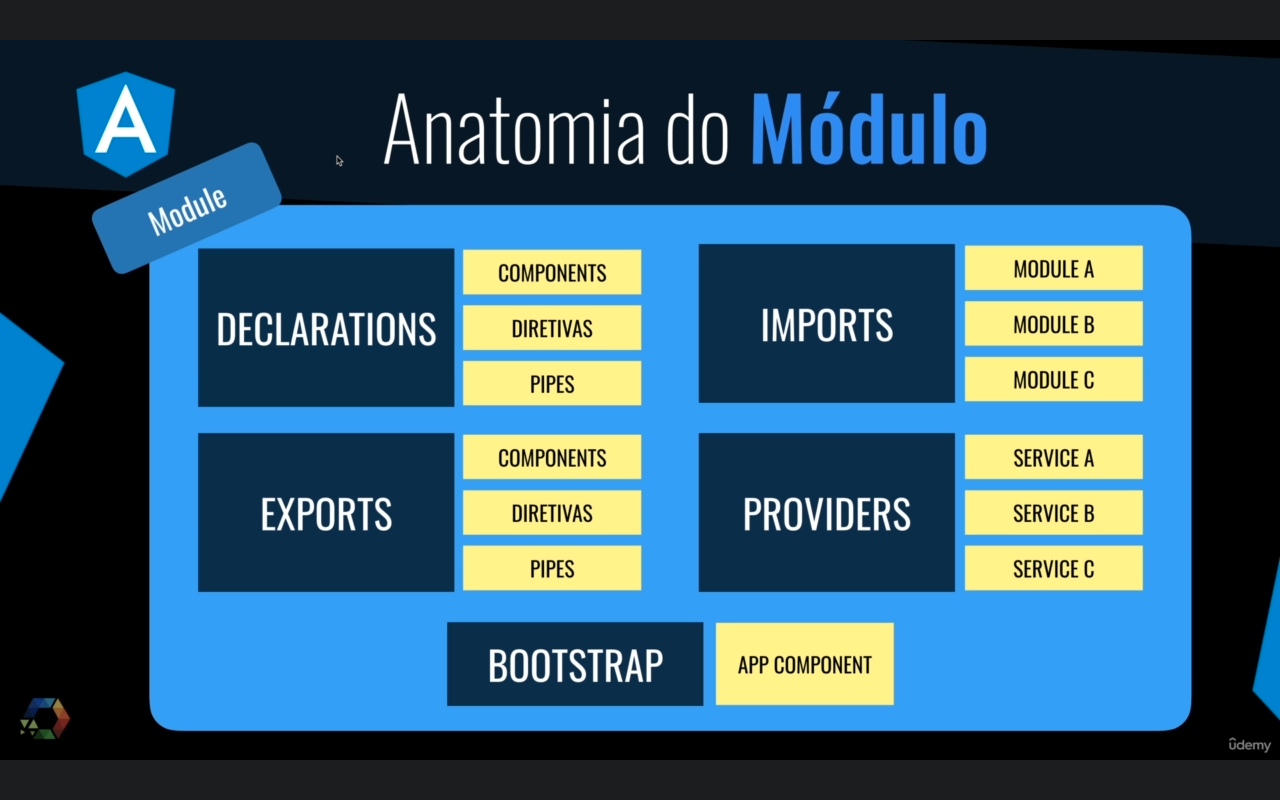 A
Anatomia do Módulo
Module
DECLARATIONS
COMPONENTS
DIRETIVAS
PIPES
IMPORTS
MODULE A
MODULE B
MODULE C
EXPORTS
COMPONENTS
DIRETIVAS
PIPES
PROVIDERS
SERVICE A
SERVICE B
SERVICE C
BOOTSTRAP
APP COMPONENT
ûdemy